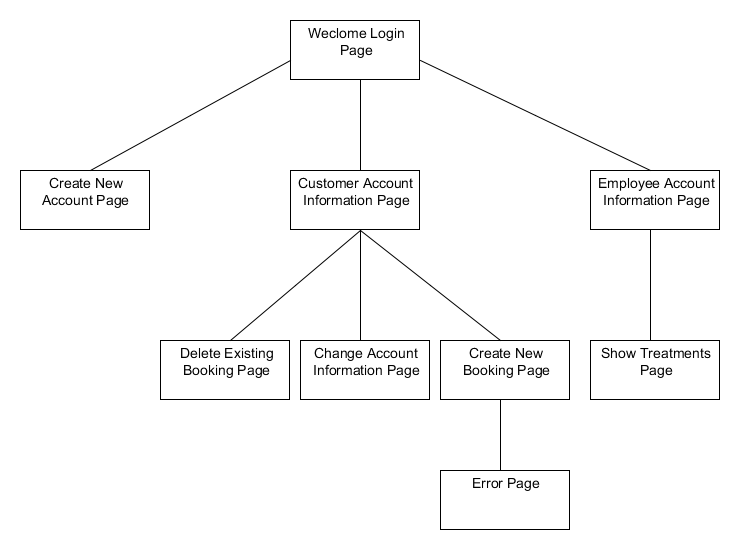 Weclome Login
Page
Create New
Account Page
Customer Account
Information Page
Employee Account
Information Page
Delete Existing
Booking Page
Change Account
Information Page
Create New
Booking Page
Show Treatments
Page
Error Page